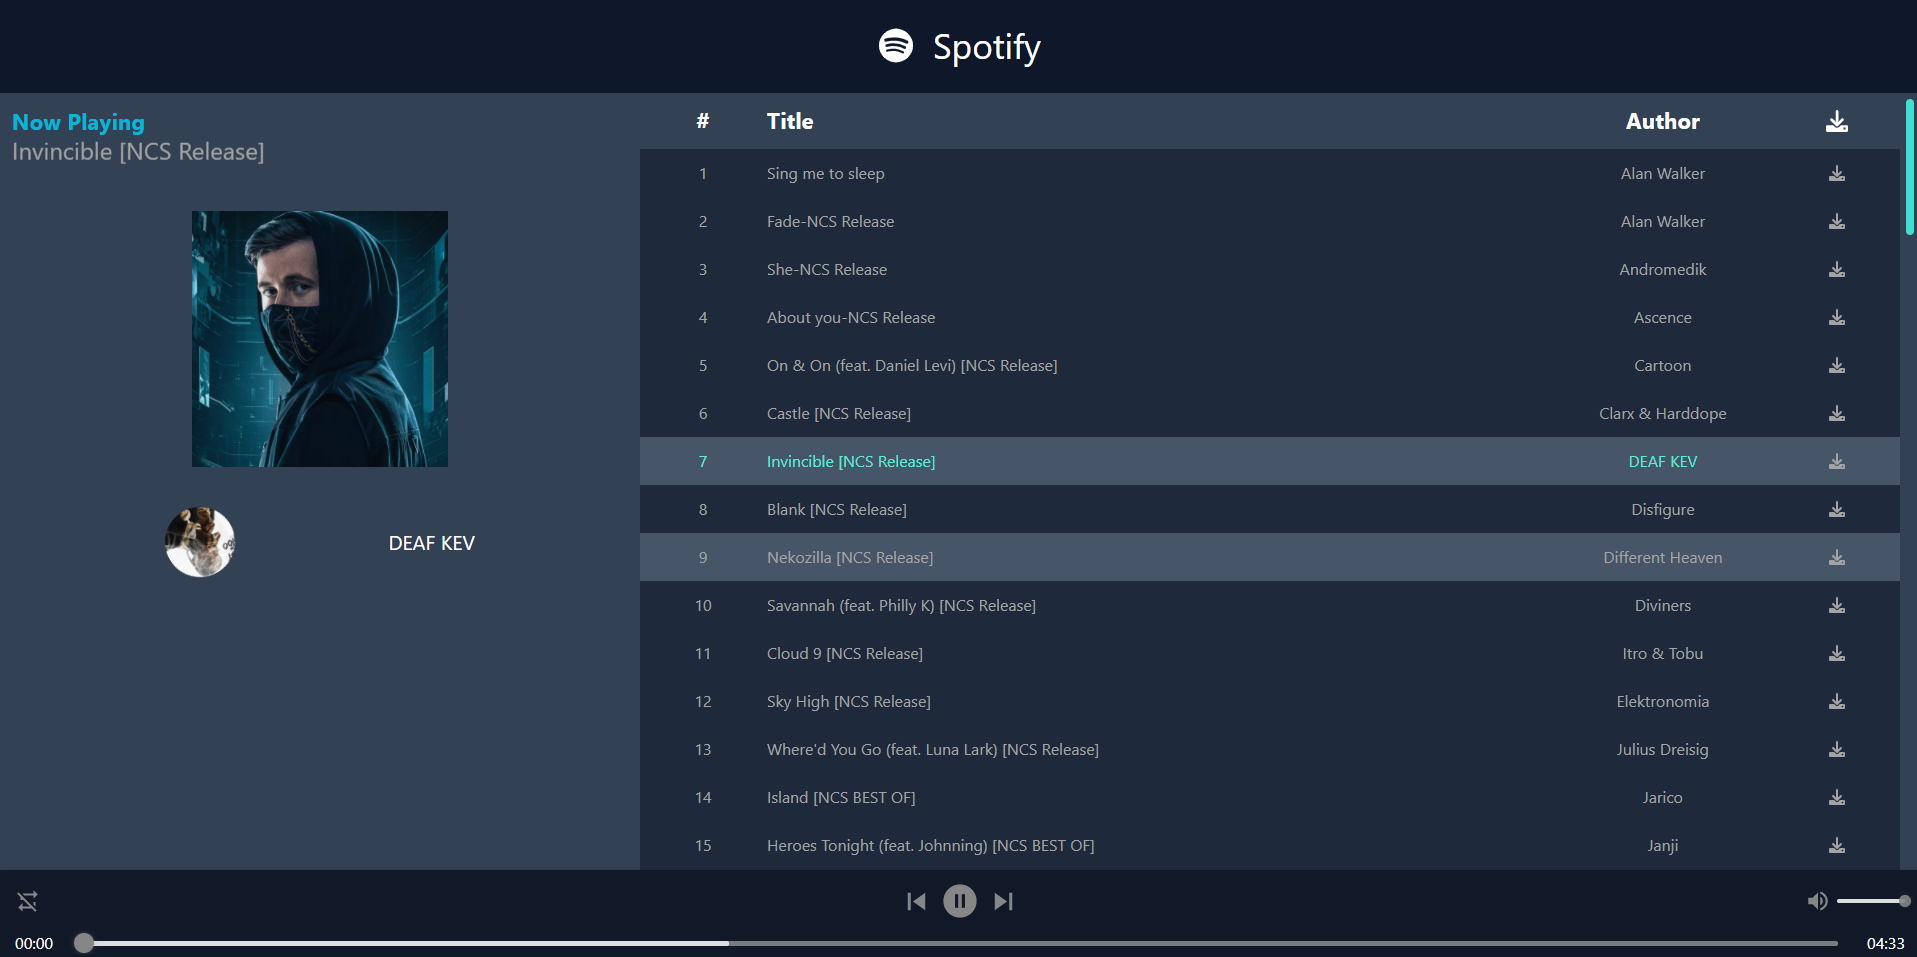 Spotify
Now Playing
Invincible [NCS Release]
DEAF KEV
# Title Author
1 Sing me to sleep Alan Walker
2 Fade-NCS Release Alan Walker
3 She-NCS Release Andromedik
4 About you-NCS Release Ascence
5 On & On (feat. Daniel Levi) [NCS Release] Cartoon
6 Castle [NCS Release] Clarx & Harddope
7 Invincible [NCS Release] DEAF KEV
8 Blank [NCS Release] Disfigure
9 Nekozilla [NCS Release] Different Heaven
10 Savannah (feat. Philly K) [NCS Release] Diviners
11 Cloud 9 [NCS Release] Itro & Tobu
12 Sky High [NCS Release] Elektronomia
13 Where'd You Go (feat. Luna Lark) [NCS Release] Julius Dreisig
14 Island [NCS BEST OF] Jarico
15 Heroes Tonight (feat. Johnning) [NCS BEST OF] Janji
00:00 04:33